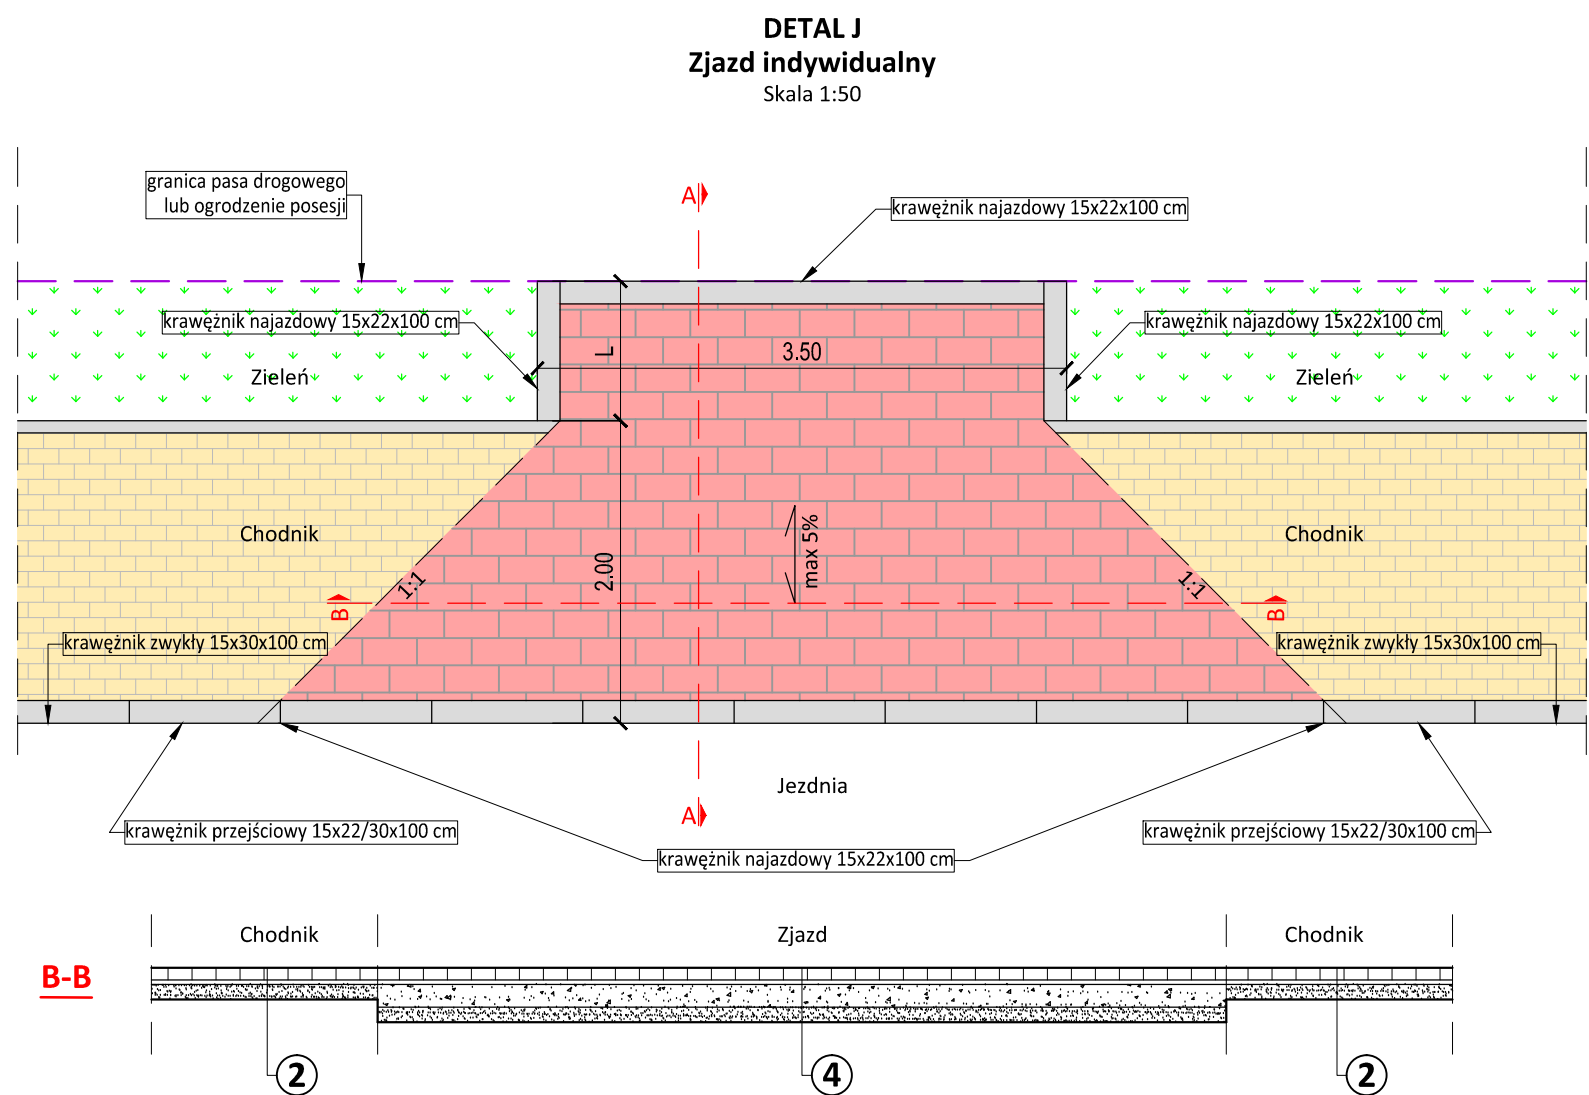 DETAL J
Zjazd indywidualny
Skala 1:50
granica pasa drogowego
lub ogrodzenie posesji
A
krawężnik najazdowy 15x22x100 cm
krawężnik najazdowy 15x22x100 cm
krawężnik najazdowy 15x22x100 cm
L
3.50
Zieleń
Zieleń
Chodnik
Chodnik
max 5%
2.00
1:1
1:1
B
B
krawężnik zwykły 15x30x100 cm
krawężnik zwykły 15x30x100 cm
Jezdnia
A
krawężnik przejściowy 15x22/30x100 cm
krawężnik przejściowy 15x22/30x100 cm
krawężnik najazdowy 15x22x100 cm
Chodnik
Zjazd
Chodnik
B-B
2
4
2